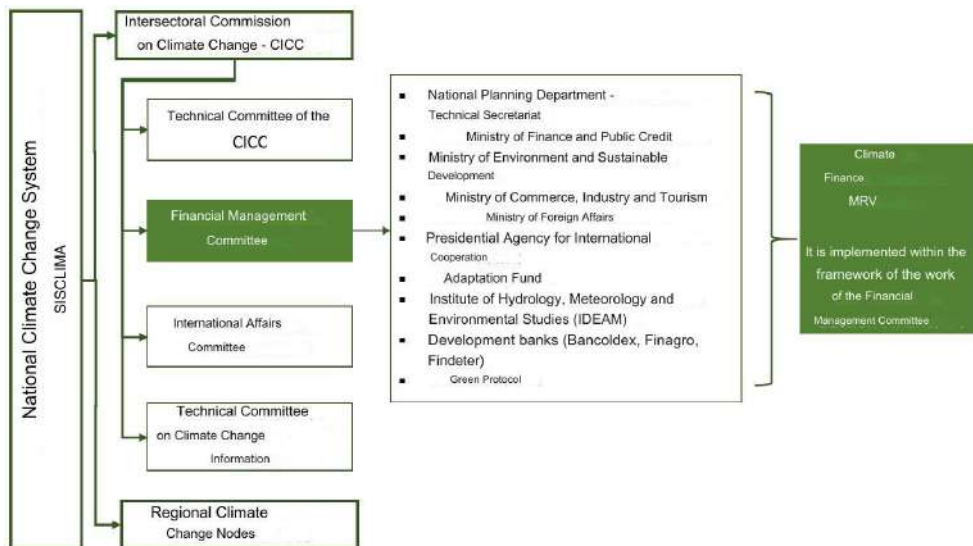 National Climate Change System
SISCLIMA
Intersectoral Commission
on Climate Change - CICC
Technical Committee of the
CICC
Financial Management
Committee
International Affairs
Committee
Technical Committee
on Climate Change
Information
Regional Climate
Change Nodes
▪ National Planning Department -
Technical Secretariat
▪ Ministry of Finance and Public Credit
▪ Ministry of Environment and Sustainable
Development
▪ Ministry of Commerce, Industry and Tourism
▪ Ministry of Foreign Affairs
▪ Presidential Agency for International
Cooperation
▪ Adaptation Fund
▪ Institute of Hydrology, Meteorology and
Environmental Studies (IDEAM)
▪ Development banks (Bancoldex, Finagro,
Findeter)
▪ Green Protocol
Climate
Finance
MRV
It is implemented within the
framework of the work
of the Financial
Management Committee